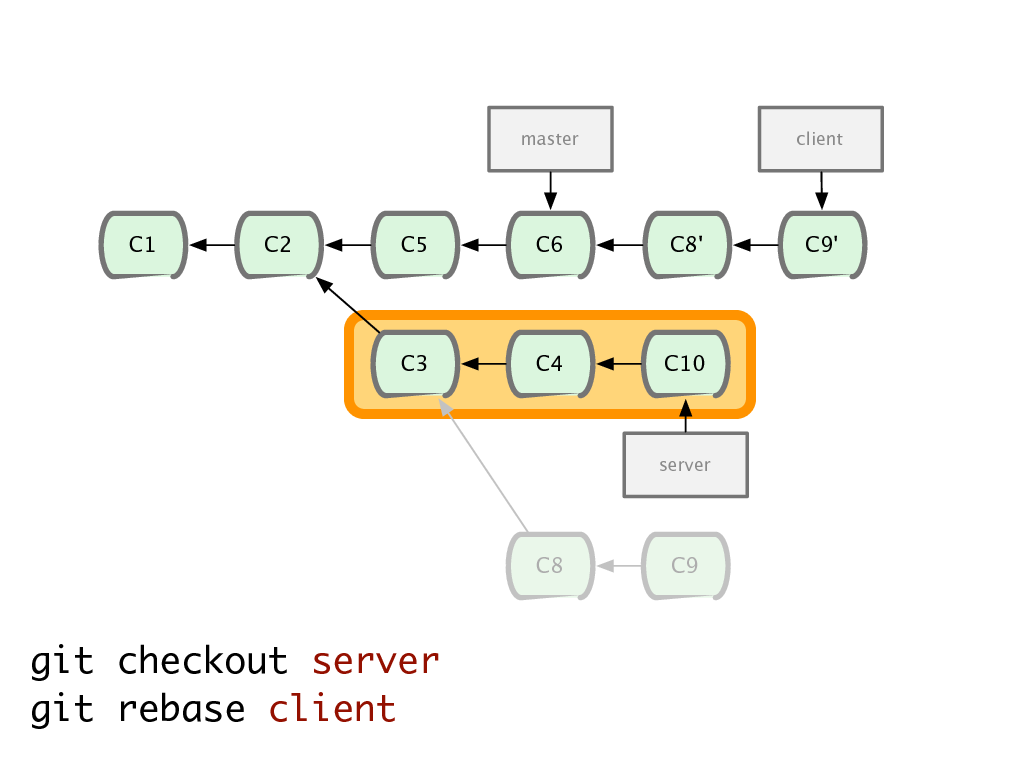 master client
C1 C2 C5 C6 C8' C9'
C3 C4 C10
server
C8 C9
git checkout server
git rebase client